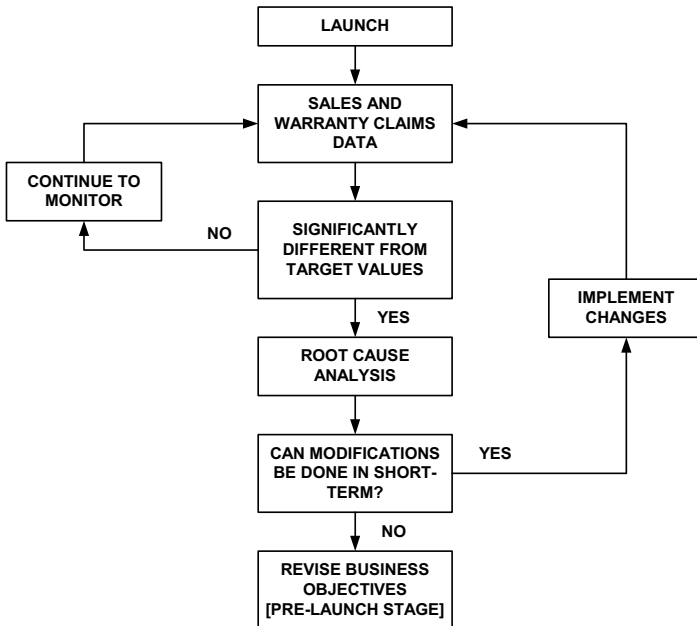 LAUNCH
SALES AND
WARRANTY CLAIMS
DATA
CONTINUE TO
MONITOR
NO
SIGNIFICANTLY
DIFFERENT FROM
TARGET VALUES
IMPLEMENT
CHANGES
YES
ROOT CAUSE
ANALYSIS
CAN MODIFICATIONS
BE DONE IN SHORT-
TERM?
YES
NO
REVISE BUSINESS
OBJECTIVES
[PRE-LAUNCH STAGE]